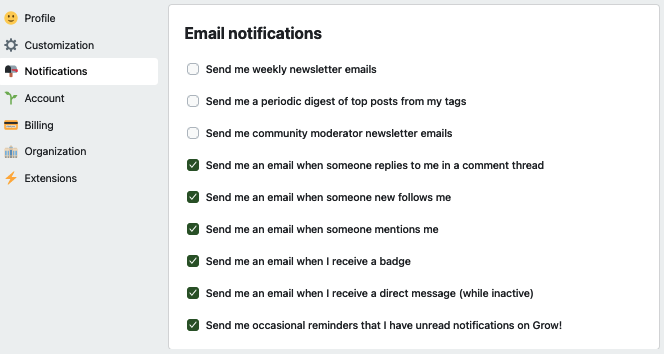 Profile
Customization
Notifications
Account
Billing
Organization
Extensions
Email notifications
Send me weekly newsletter emails
Send me a periodic digest of top posts from my tags
Send me community moderator newsletter emails
Send me an email when someone replies to me in a comment thread
Send me an email when someone new follows me
Send me an email when someone mentions me
Send me an email when I receive a badge
Send me an email when I receive a direct message (while inactive)
Send me occasional reminders that I have unread notifications on Grow!